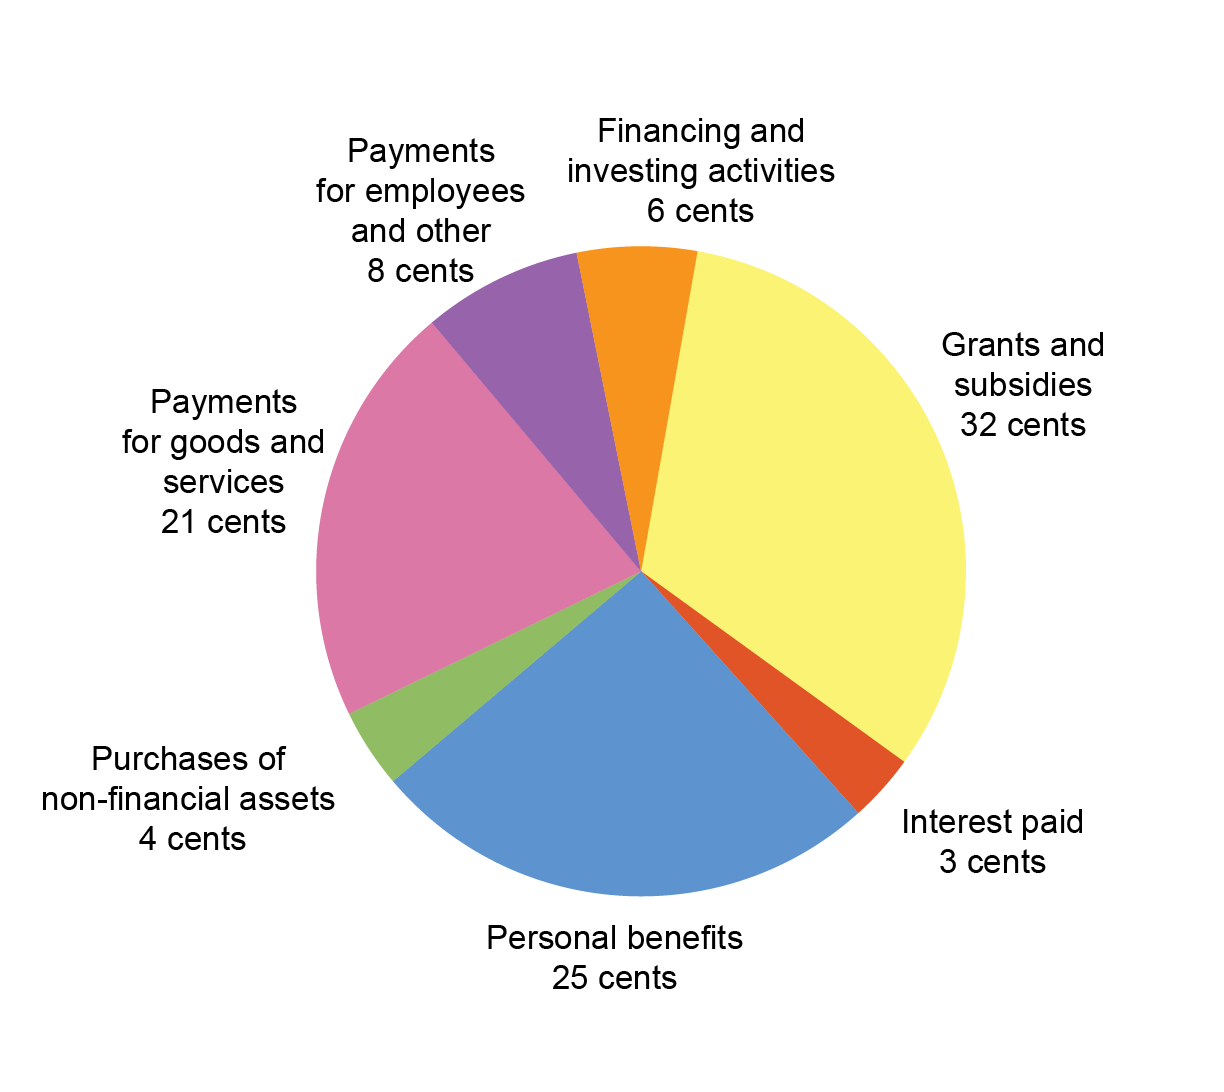 Financing and
investing activities
6 cents
Payments
for employees
and other
8 cents
Grants and
subsidies
32 cents
Payments
for goods and
services
21 cents
Purchases of
non-financial assets
4 cents
Interest paid
3 cents
Personal benefits
25 cents